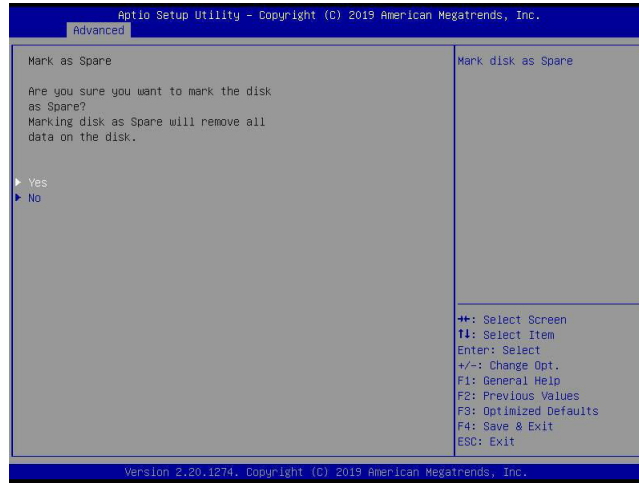 Aptio Setup Utility – Copyright (C) 2019 American Megatrends, Inc.
Advanced
Mark as Spare
Are you sure you want to mark the disk
as Spare?
Marking disk as Spare will remove all
data on the disk.
Yes
No
Mark disk as Spare
→←: Select Screen
↑↓: Select Item
Enter: Select
+/-: Change Opt.
F1: General Help
F2: Previous Values
F3: Optimized Defaults
F4: Save & Exit
ESC: Exit
Version 2.20.1274. Copyright (C) 2019 American Megatrends, Inc.